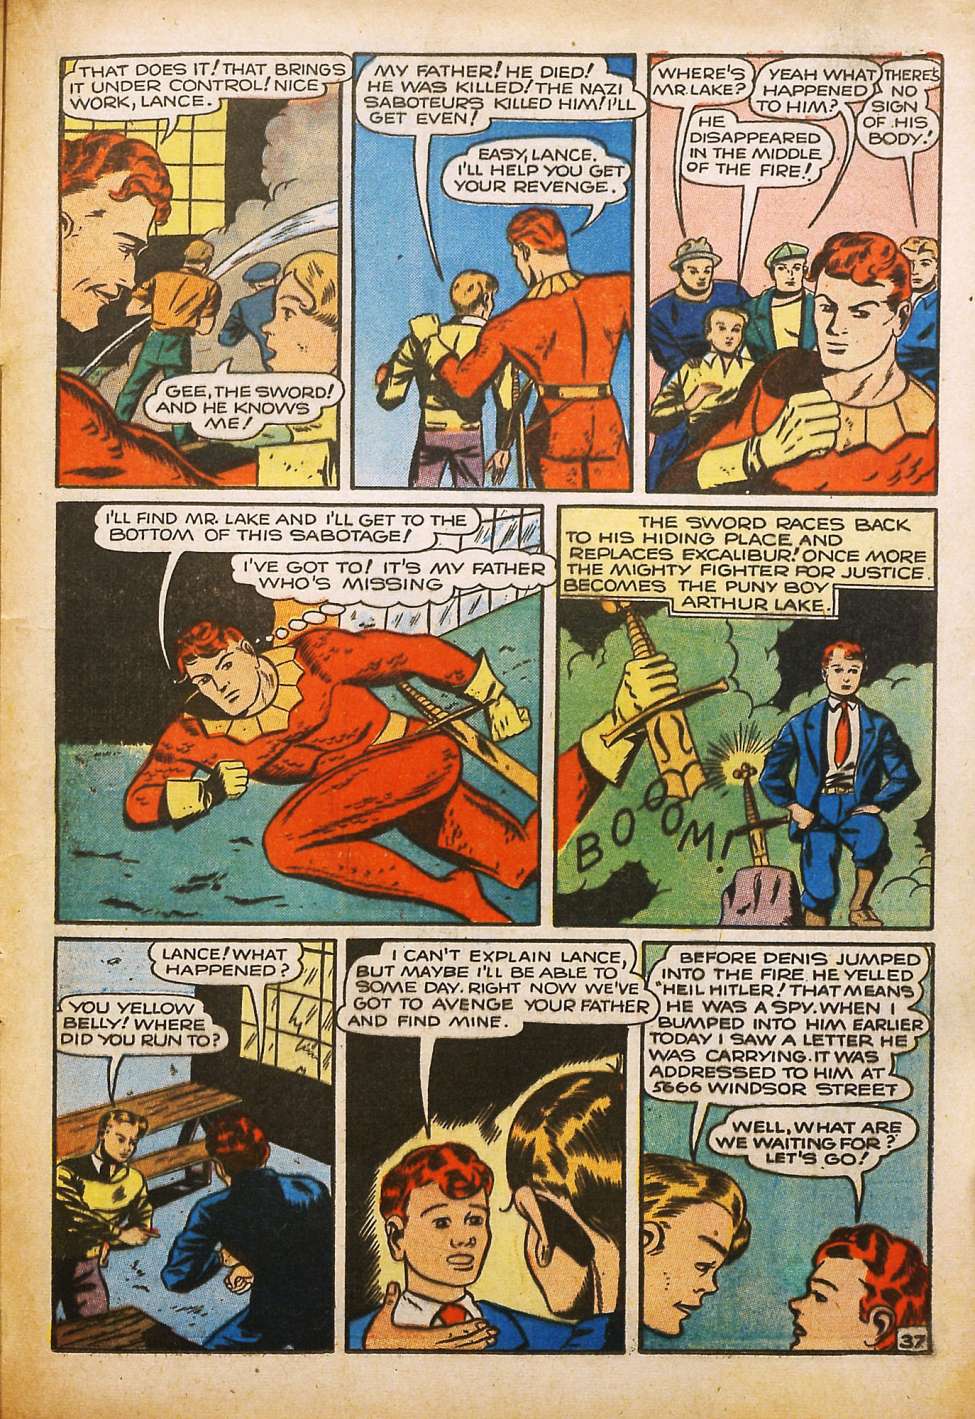 THAT DOES IT! THAT BRINGS
IT UNDER CONTROL! NICE
WORK, LANCE.
GEE, THE SWORD!
AND HE KNOWS
ME!
MY FATHER! HE DIED!
HE WAS KILLED! THE NAZI
SABOTEURS KILLED HIM! I'LL
GET EVEN!
EASY, LANCE.
I'LL HELP YOU GET
YOUR REVENGE.
WHERE'S
MR. LAKE?
HE
DISAPPEARED
IN THE MIDDLE
OF THE FIRE!
YEAH WHAT
HAPPENED
TO HIM?
THERE'S
NO
SIGN
OF HIS
BODY!
I'LL FIND MR. LAKE AND I'LL GET TO THE
BOTTOM OF THIS SABOTAGE!
I'VE GOT TO! IT'S MY FATHER
WHO'S MISSING
THE SWORD RACES BACK
TO HIS HIDING PLACE AND
REPLACES EXCALIBUR! ONCE MORE
THE MIGHTY FIGHTER FOR JUSTICE
BECOMES THE PUNY BOY
ARTHUR LAKE.
BOOOM!
LANCE! WHAT
HAPPENED?
YOU YELLOW
BELLY! WHERE
DID YOU RUN TO?
I CAN'T EXPLAIN LANCE,
BUT MAYBE I'LL BE ABLE TO
SOME DAY. RIGHT NOW WE'VE
GOT TO AVENGE YOUR FATHER
AND FIND MINE.
BEFORE DENIS JUMPED
INTO THE FIRE, HE YELLED
"HEIL HITLER! THAT MEANS
HE WAS A SPY. WHEN I
BUMPED INTO HIM EARLIER
TODAY I SAW A LETTER HE
WAS CARRYING. IT WAS
ADDRESSED TO HIM AT
5666 WINDSOR STREET
WELL, WHAT ARE
WE WAITING FOR?
LET'S GO!
37